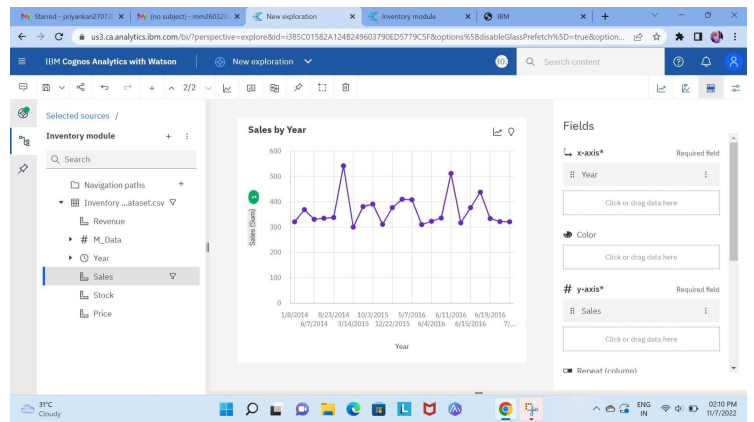 Starred - priyankan27072
(no subject) - mm260328
New exploration
Inventory module
IBM
us3.ca.analytics.ibm.com/bi/?perspective=explore&id=i385C01582A124B249603790ED5779C5F&options%5BdisableGlassPrefetch%5D=true&option...
IBM Cognos Analytics with Watson
New exploration
30
Search content
2/2
Selected sources /
Inventory module
Search
Navigation paths
Inventory ...ataset.csv
Revenue
# M_Data
Year
Sales
Stock
Price
Sales by Year
600
500
400
300
200
100
0
Sales (Sum)
1/8/2014 8/23/2014 10/3/2015 5/7/2016 6/11/2016 6/19/2016
6/7/2014 3/14/2015 12/22/2015 6/4/2016 6/15/2016 7/...
Year
Fields
x-axis* Required field
Year
Click or drag data here
Color
Click or drag data here
# y-axis* Required field
Sales
Click or drag data here
Repeat (column)
31°C
Cloudy
ENG
IN
02:10 PM
11/7/2022